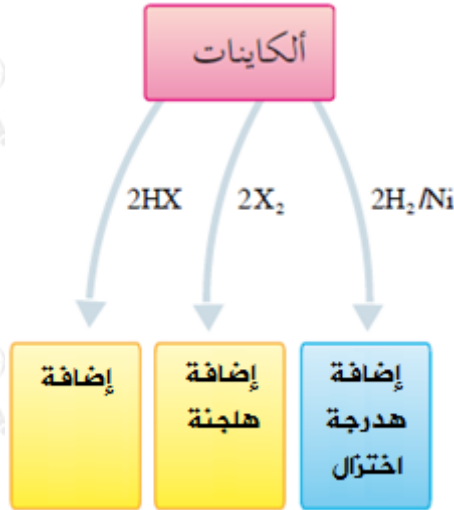 ألكاينات
2H₂/Ni
2X₂
2HX
إضافة
هدرجة
اختزال
إضافة
هلجنة
إضافة